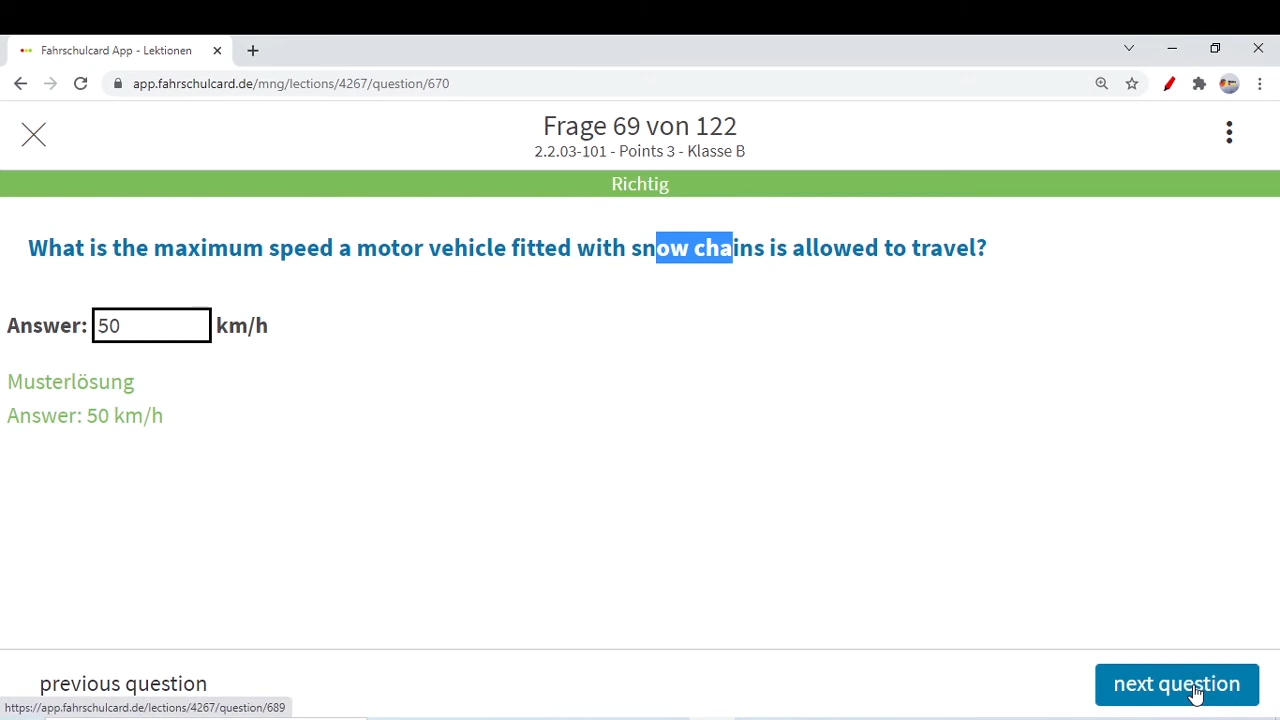 Fahrschulcard App - Lektionen
app.fahrschulcard.de/mng/lections/4267/question/670
Frage 69 von 122
2.2.03-101 - Points 3 - Klasse B
Richtig
What is the maximum speed a motor vehicle fitted with snow chains is allowed to travel?
Answer: 50 km/h
Musterlösung
Answer: 50 km/h
previous question
next question
https://app.fahrschulcard.de/lections/4267/question/689